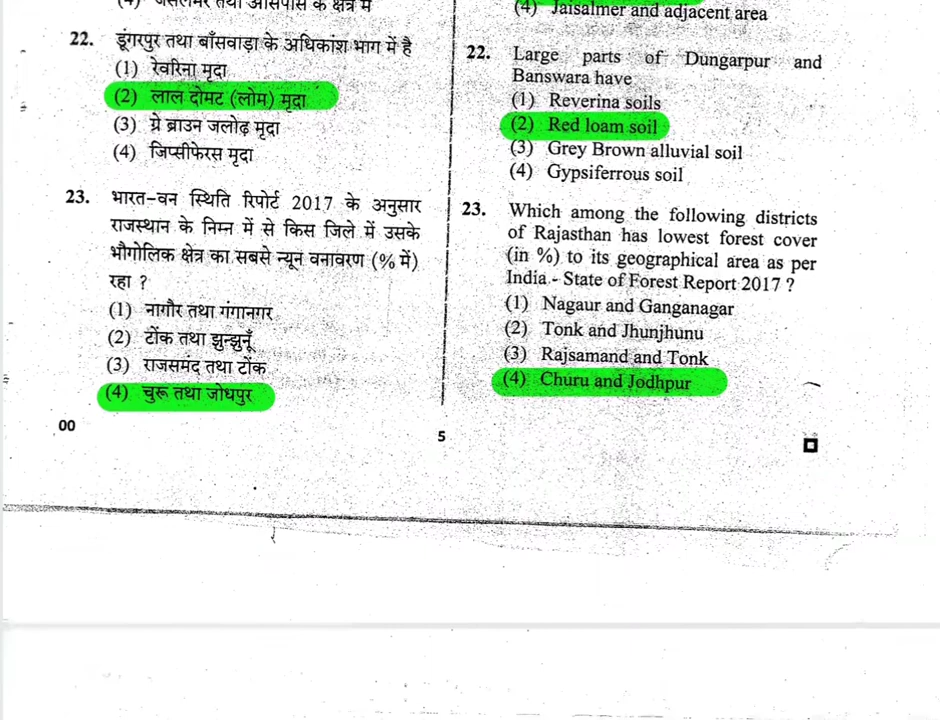 (4) जैसलमेर तथा आसपास के क्षेत्र में
22. डूंगरपुर तथा बाँसवाड़ा के अधिकांश भाग में है
(1) रेवरिना मृदा
(2) लाल दोमट (लोम) मृदा
(3) ग्रे ब्राउन जलोढ़ मृदा
(4) जिप्सीफेरस मृदा
23. भारत-वन स्थिति रिपोर्ट 2017 के अनुसार
राजस्थान के निम्न में से किस जिले में उसके
भौगोलिक क्षेत्र का सबसे न्यून वनावरण (% में)
रहा ?
(1) नागौर तथा गंगानगर
(2) टोंक तथा झुन्झुनूँ
(3) राजसमंद तथा टोंक
(4) चुरू तथा जोधपुर
00
(4) Jaisalmer and adjacent area
22. Large parts of Dungarpur and
Banswara have
(1) Reverina soils
(2) Red loam soil
(3) Grey Brown alluvial soil
(4) Gypsiferrous soil
23. Which among the following districts
of Rajasthan has lowest forest cover
(in %) to its geographical area as per
India - State of Forest Report 2017 ?
(1) Nagaur and Ganganagar
(2) Tonk and Jhunjhunu
(3) Rajsamand and Tonk
(4) Churu and Jodhpur
5